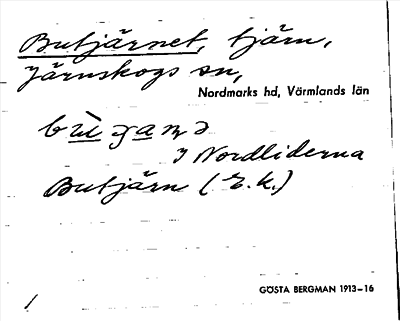 Butjärnet, tjärn,
Järnskogs sn,
Nordmarks hd, Värmlands län
I Nordliderna
Butjärn (E.k.)
GÖSTA BERGMAN 1913–16
/